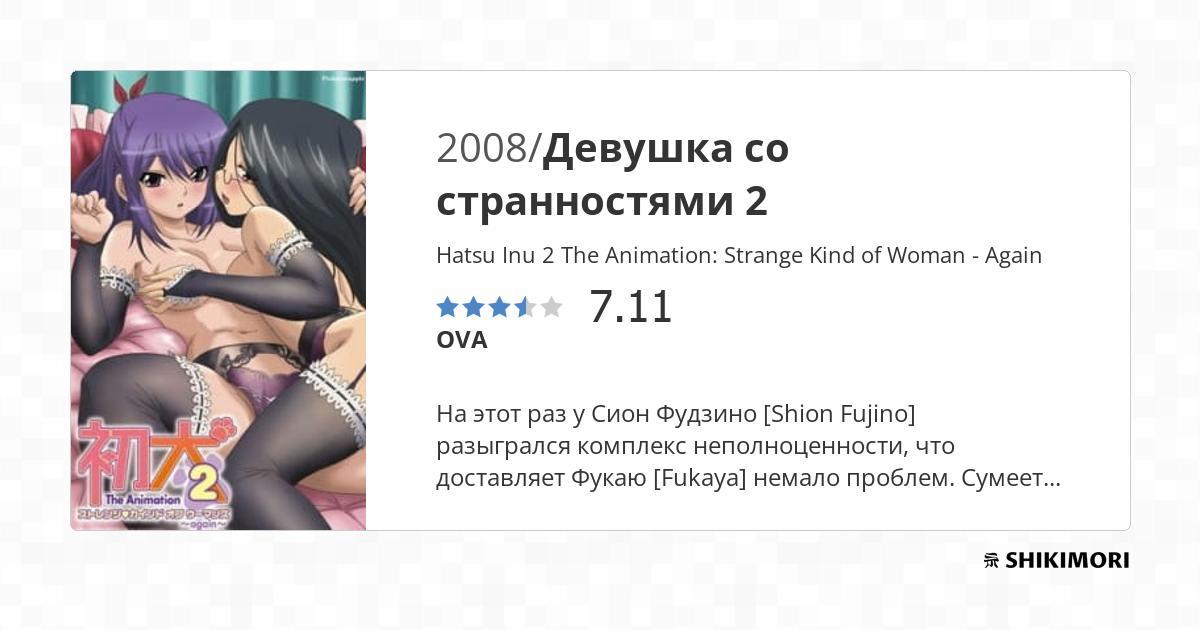 2008/Девушка со
странностями 2
Hatsu Inu 2 The Animation: Strange Kind of Woman - Again
7.11
OVA
На этот раз у Сион Фудзино [Shion Fujino]
разыгрался комплекс неполноценности, что
доставляет Фукаю [Fukaya] немало проблем. Сумеет...
初犬
2
The Animation
ストレンジ カインド オブ ウーマンズ
～again～
SHIKIMORI